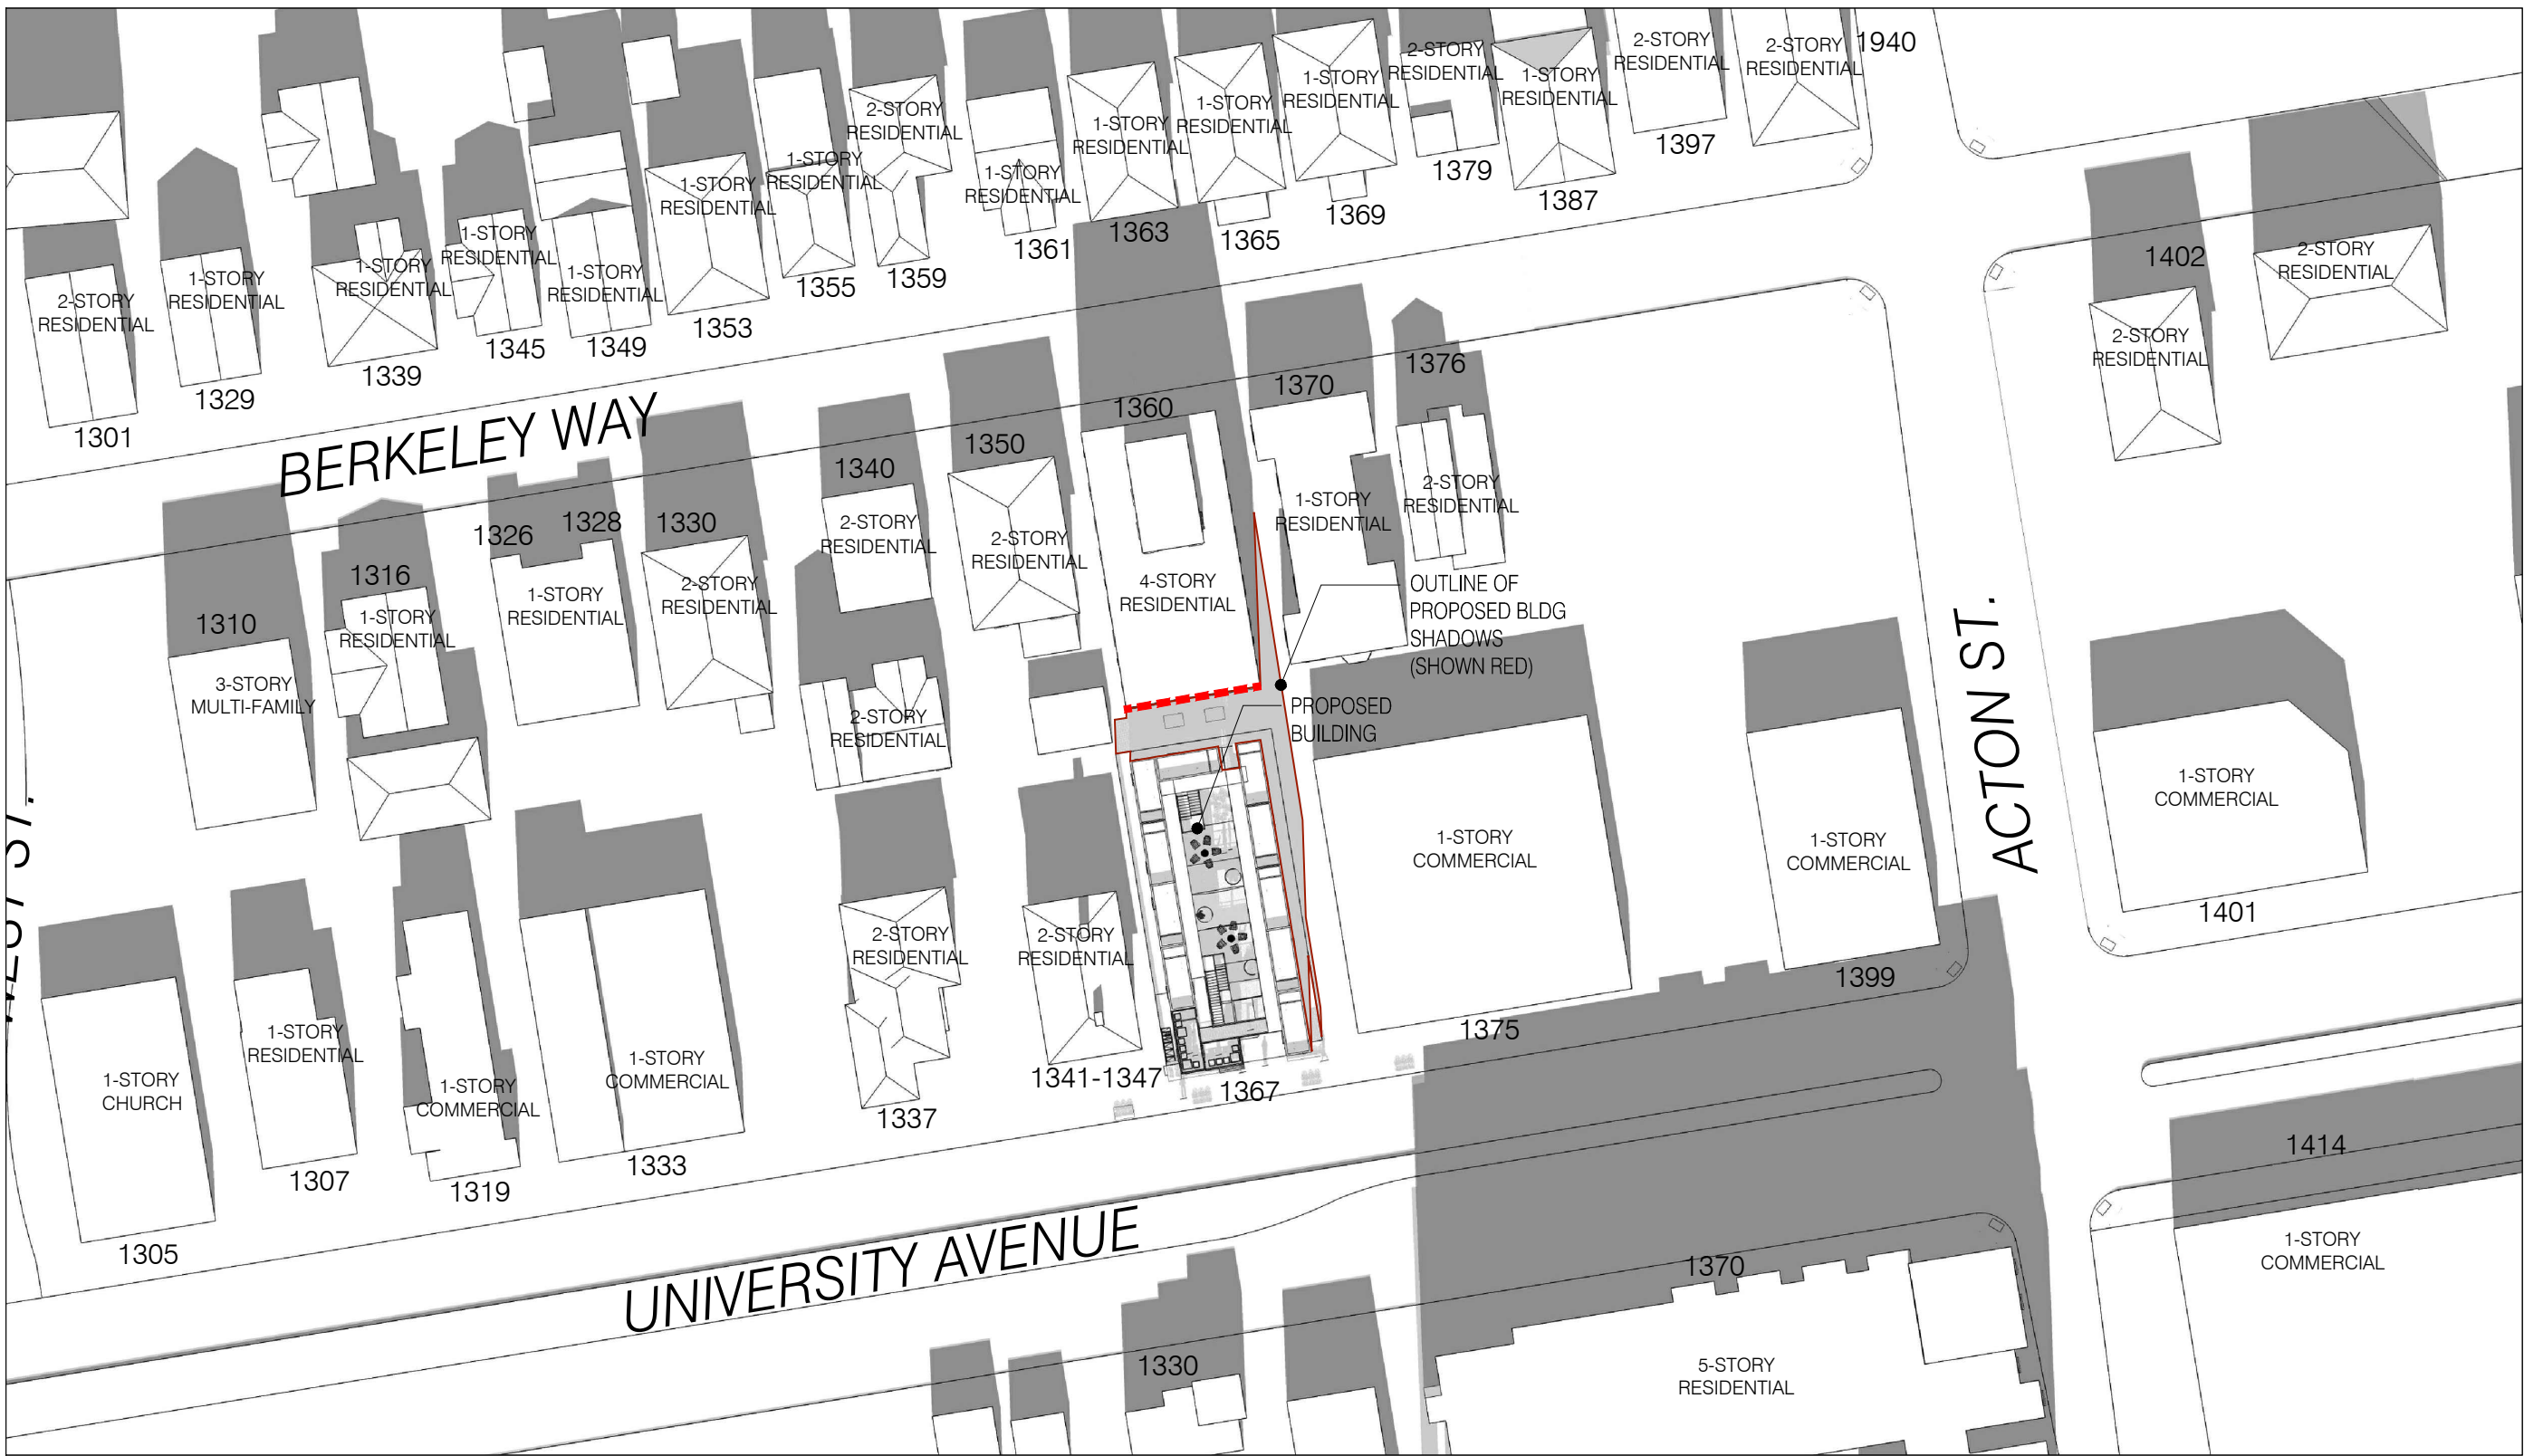 2-STORY
RESIDENTIAL
1940
2-STORY
RESIDENTIAL
2-STORY
RESIDENTIAL
1-STORY
RESIDENTIAL
1-STORY
RESIDENTIAL
1-STORY
RESIDENTIAL
1-STORY
RESIDENTIAL
2-STORY
RESIDENTIAL
1-STORY
RESIDENTIAL
1-STORY
RESIDENTIAL
1-STORY
RESIDENTIAL
1397
1379
1387
1369
1365
1363
1361
1359
1355
1353
1-STORY
RESIDENTIAL
1-STORY
RESIDENTIAL
1-STORY
RESIDENTIAL
1-STORY
RESIDENTIAL
2-STORY
RESIDENTIAL
1349
1345
1339
1329
1301
1402
2-STORY
RESIDENTIAL
2-STORY
RESIDENTIAL
BERKELEY WAY
1376
1370
1360
1350
1340
1330
1328
1326
1316
1310
2-STORY
RESIDENTIAL
1-STORY
RESIDENTIAL
4-STORY
RESIDENTIAL
2-STORY
RESIDENTIAL
2-STORY
RESIDENTIAL
2-STORY
RESIDENTIAL
1-STORY
RESIDENTIAL
1-STORY
RESIDENTIAL
3-STORY
MULTI-FAMILY
2-STORY
RESIDENTIAL
OUTLINE OF
PROPOSED BLDG
SHADOWS
(SHOWN RED)
PROPOSED
BUILDING
ACTON ST.
1-STORY
COMMERCIAL
1-STORY
COMMERCIAL
1-STORY
COMMERCIAL
1401
1399
1375
1367
2-STORY
RESIDENTIAL
1341-1347
2-STORY
RESIDENTIAL
1337
1-STORY
COMMERCIAL
1333
1-STORY
COMMERCIAL
1319
1-STORY
RESIDENTIAL
1307
1-STORY
CHURCH
1305
UNIVERSITY AVENUE
1414
1-STORY
COMMERCIAL
1370
5-STORY
RESIDENTIAL
1330